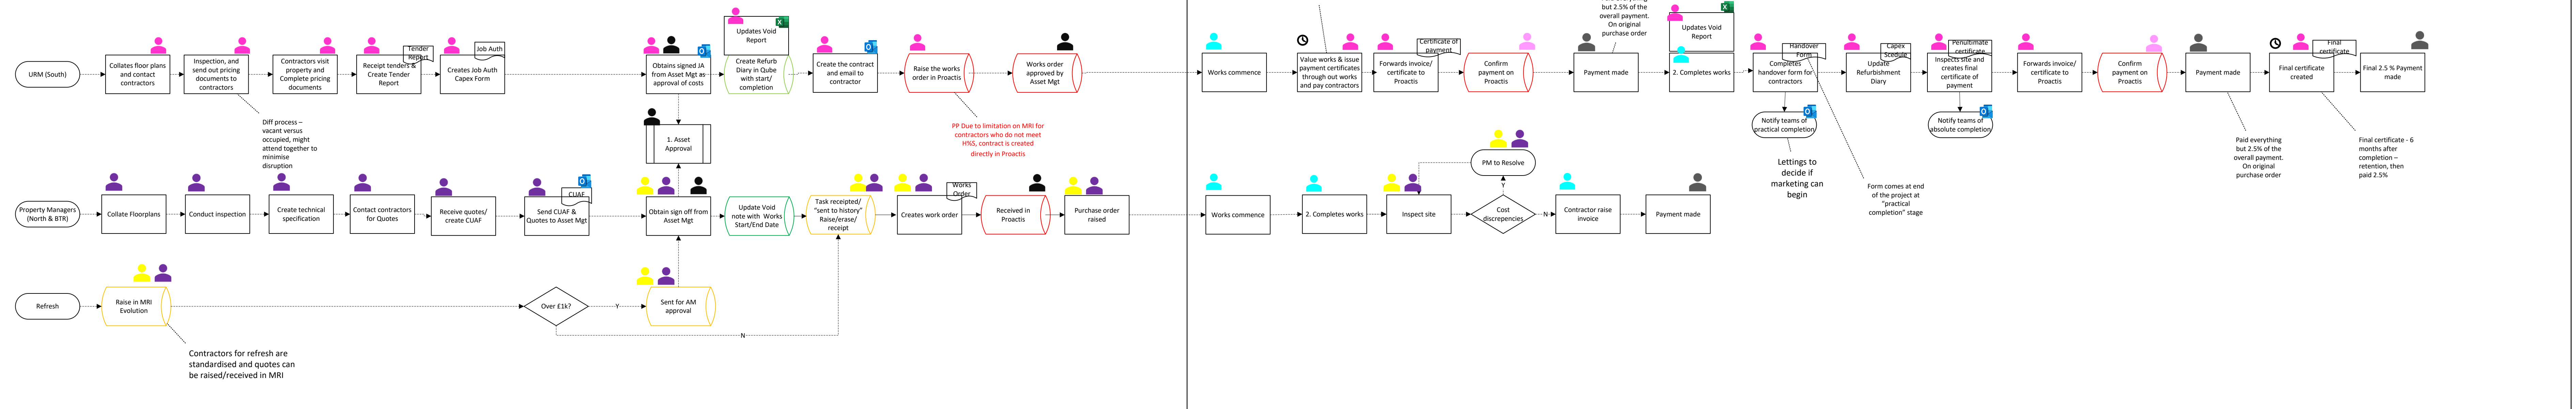 URM (South)
Collates floor plans
and contact
contractors
Inspection, and
send out pricing
documents to
contractors
Contractors visit
property and
Complete pricing
documents
Receipt tenders &
Create Tender
Report
Tender
Report
Creates Job Auth
Capex Form
Job Auth
Obtains signed JA
from Asset Mgt as
approval of costs
Updates Void
Report
Create Refurb
Diary in Qube
with start/
completion
Create the contract
and email to
contractor
Raise the works
order in Proactis
Works order
approved by
Asset Mgt
Works commence
Value works & issue
payment certificates
through out works
and pay contractors
Forwards invoice/
certificate to
Proactis
Certificate of
payment
Confirm
payment on
Proactis
Payment made
but 2.5% of the
overall payment.
On original
purchase order
Updates Void
Report
2. Completes works
Completes
handover form for
contractors
Handover
Form
Update
Refurbishment
Diary
Capex
Scedule
Inspects site and
creates final
certificate of
payment
Penultimate
certificate
Forwards invoice/
certificate to
Proactis
Confirm
payment on
Proactis
Payment made
Final certificate
created
Final
certificate
Final 2.5 % Payment
made
Diff process –
vacant versus
occupied, might
attend together to
minimise
disruption
1. Asset
Approval
PP Due to limitation on MRI for
contractors who do not meet
H%S, contract is created
directly in Proactis
Notify teams of
practical completion
Notify teams of
absolute completion
Lettings to
decide if
marketing can
begin
Form comes at end
of the project at
"practical
completion" stage
Paid everything
but 2.5% of the
overall payment.
On original
purchase order
Final certificate - 6
months after
completion –
retention, then
paid 2.5%
Property Managers
(North & BTR)
Collate Floorplans
Conduct inspection
Create technical
specification
Contact contractors
for Quotes
Receive quotes/
create CUAF
Send CUAF &
Quotes to Asset Mgt
CUAF
Obtain sign off from
Asset Mgt
Update Void
note with Works
Start/End Date
Task receipted/
"sent to history"
Raise/erase/
receipt
Creates work order
Works
Order
Received in
Proactis
Purchase order
raised
Works commence
2. Completes works
Inspect site
PM to Resolve
Y
Cost
discrepencies
N
Contractor raise
invoice
Payment made
Refresh
Raise in MRI
Evolution
Over £1k?
Y
Sent for AM
approval
N
Contractors for refresh are
standardised and quotes can
be raised/received in MRI